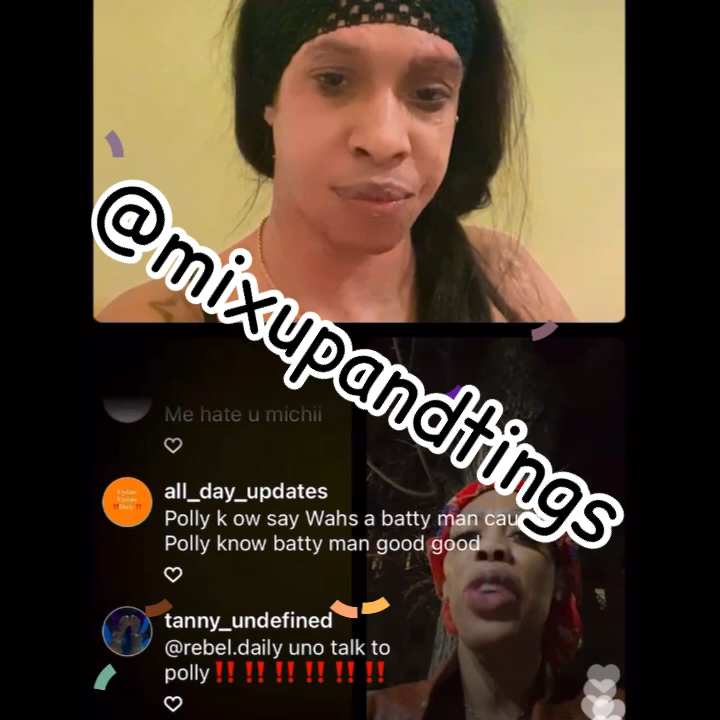 @mixupandtings
Me hate u michii
all_day_updates
Polly k ow say Wahs a batty man cau
Polly know batty man good good
tanny_undefined
@rebel.daily uno talk to
polly‼️‼️‼️‼️‼️‼️